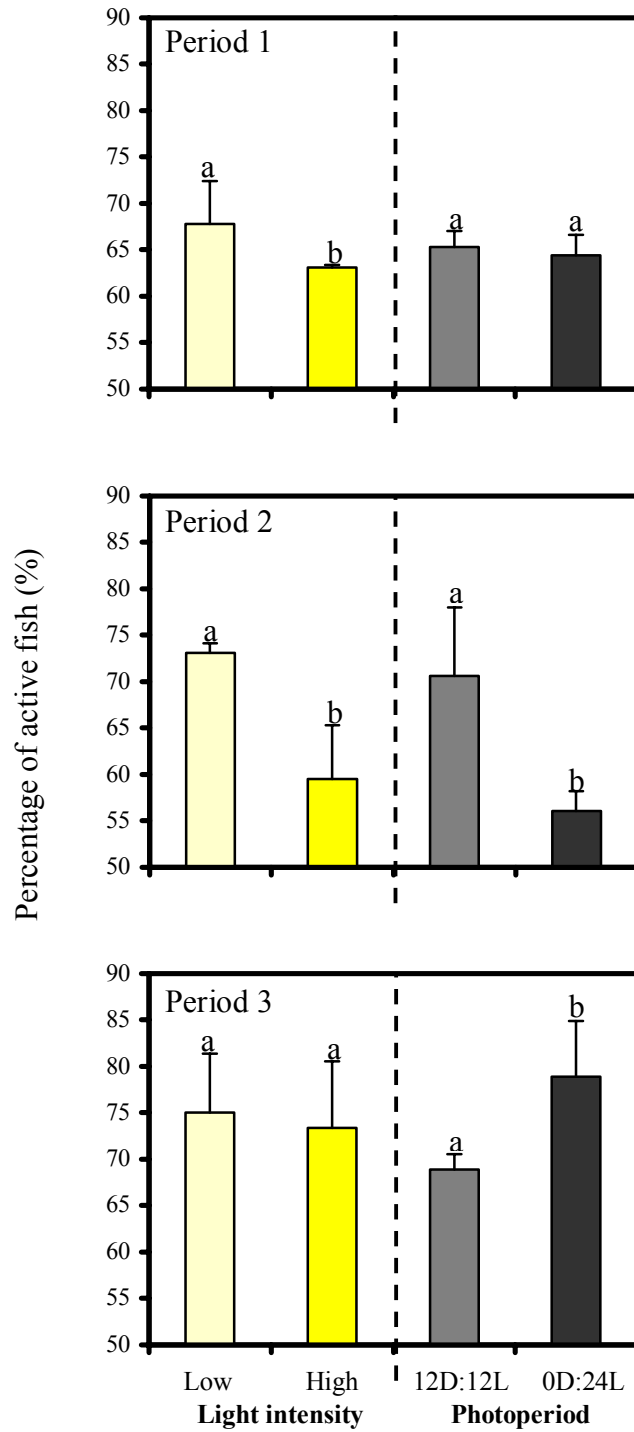 Percentage of active fish (%)
Period 1
90
85
80
75
70
65
60
55
50
a
b
a
a
Period 2
90
85
80
75
70
65
60
55
50
a
b
a
b
Period 3
90
85
80
75
70
65
60
55
50
a
a
a
b
Low High 12D:12L 0D:24L
Light intensity Photoperiod